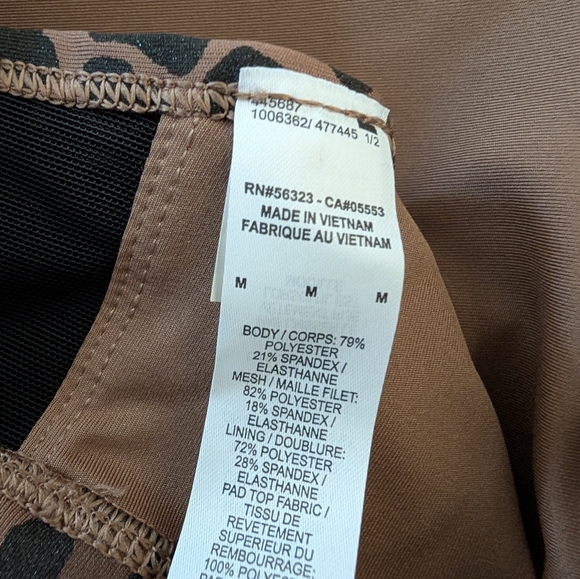 445687
1006362/ 477445 1/2
RN#56323 - CA#05553
MADE IN VIETNAM
FABRIQUE AU VIETNAM
M M M
BODY / CORPS: 79%
POLYESTER
21% SPANDEX /
ELASTHANNE
MESH / MAILLE FILET:
82% POLYESTER
18% SPANDEX /
ELASTHANNE
LINING / DOUBLURE:
72% POLYESTER
28% SPANDEX /
ELASTHANNE
PAD TOP FABRIC /
TISSU DE
REVETEMENT
SUPERIEUR DU
REMBOURRAGE: